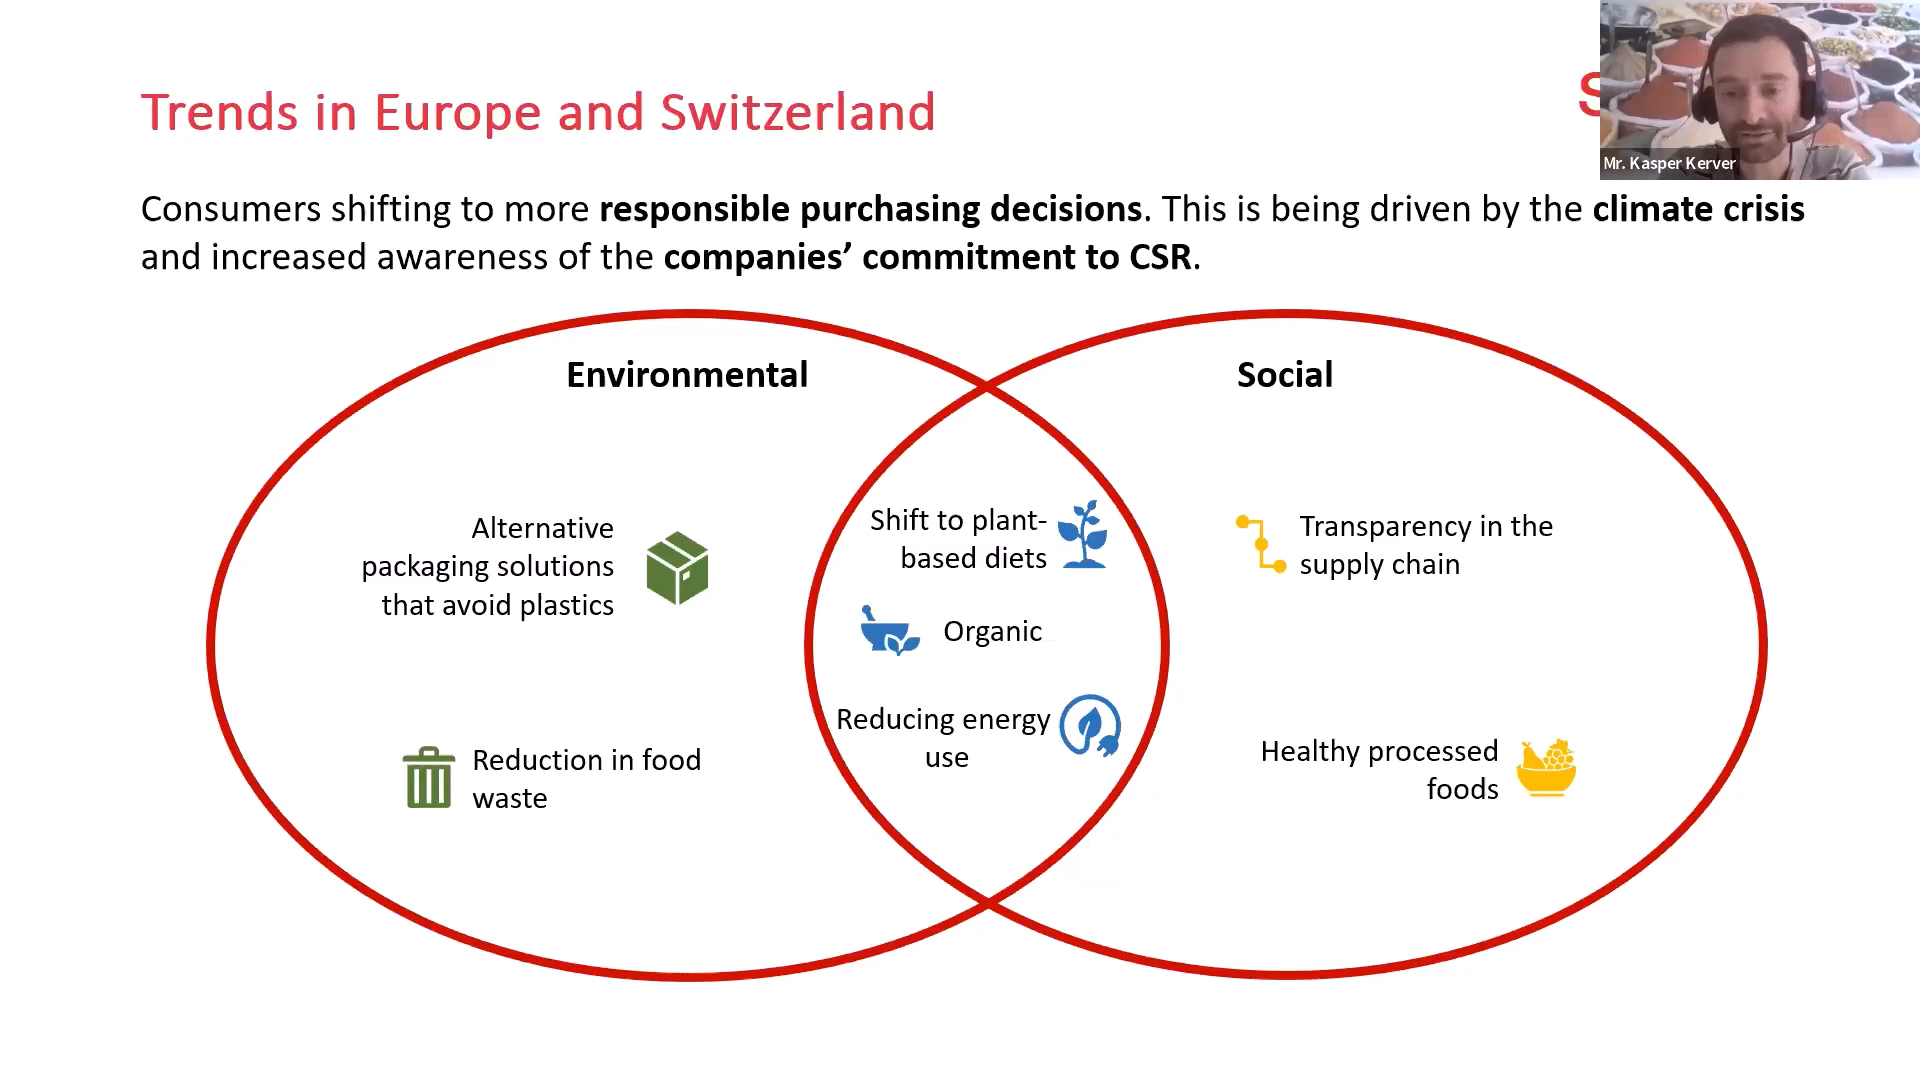 Trends in Europe and Switzerland
S
Mr. Kasper Kerver
Consumers shifting to more responsible purchasing decisions. This is being driven by the climate crisis
and increased awareness of the companies’ commitment to CSR.
Environmental
Social
Alternative
packaging solutions
that avoid plastics
Reduction in food
waste
Shift to plant-
based diets
Organic
Reducing energy
use
Transparency in the
supply chain
Healthy processed
foods